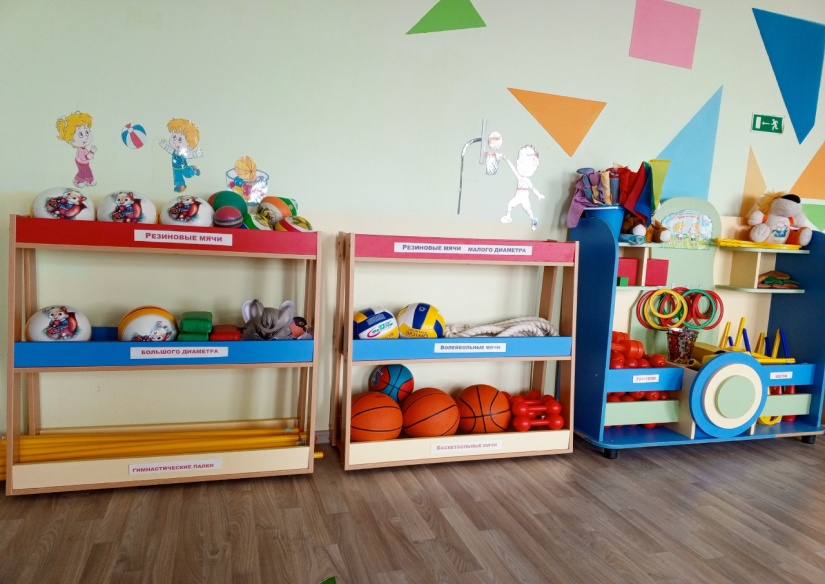 Резиновые мячи
большого диаметра
гимнастические палки
Резиновые мячи малого диаметра
Волейбольные мячи
Баскетбольные мячи